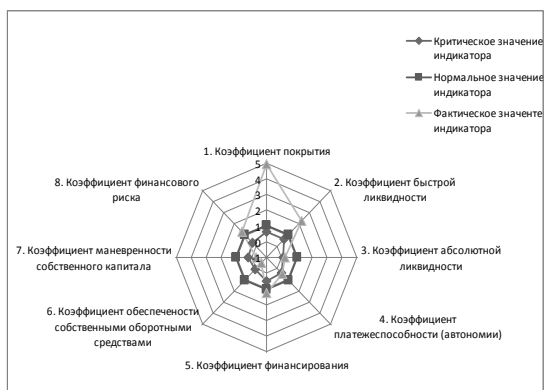 Критическое значение
индикатора
Нормальное значение
индикатора
Фактическое значенте
индикатора
1. Коэффициент покрытия
2. Коэффициент быстрой
ликвидности
3. Коэффициент абсолютной
ликвидности
4. Коэффициент
платежеспособности (автономии)
5. Коэффициент финансирования
6. Коэффициент обеспечености
собственными оборотными
средствами
7. Коэффициент маневренности
собственного капитала
8. Коэффициент финансового
риска
5
4
3
2
1
0
-1